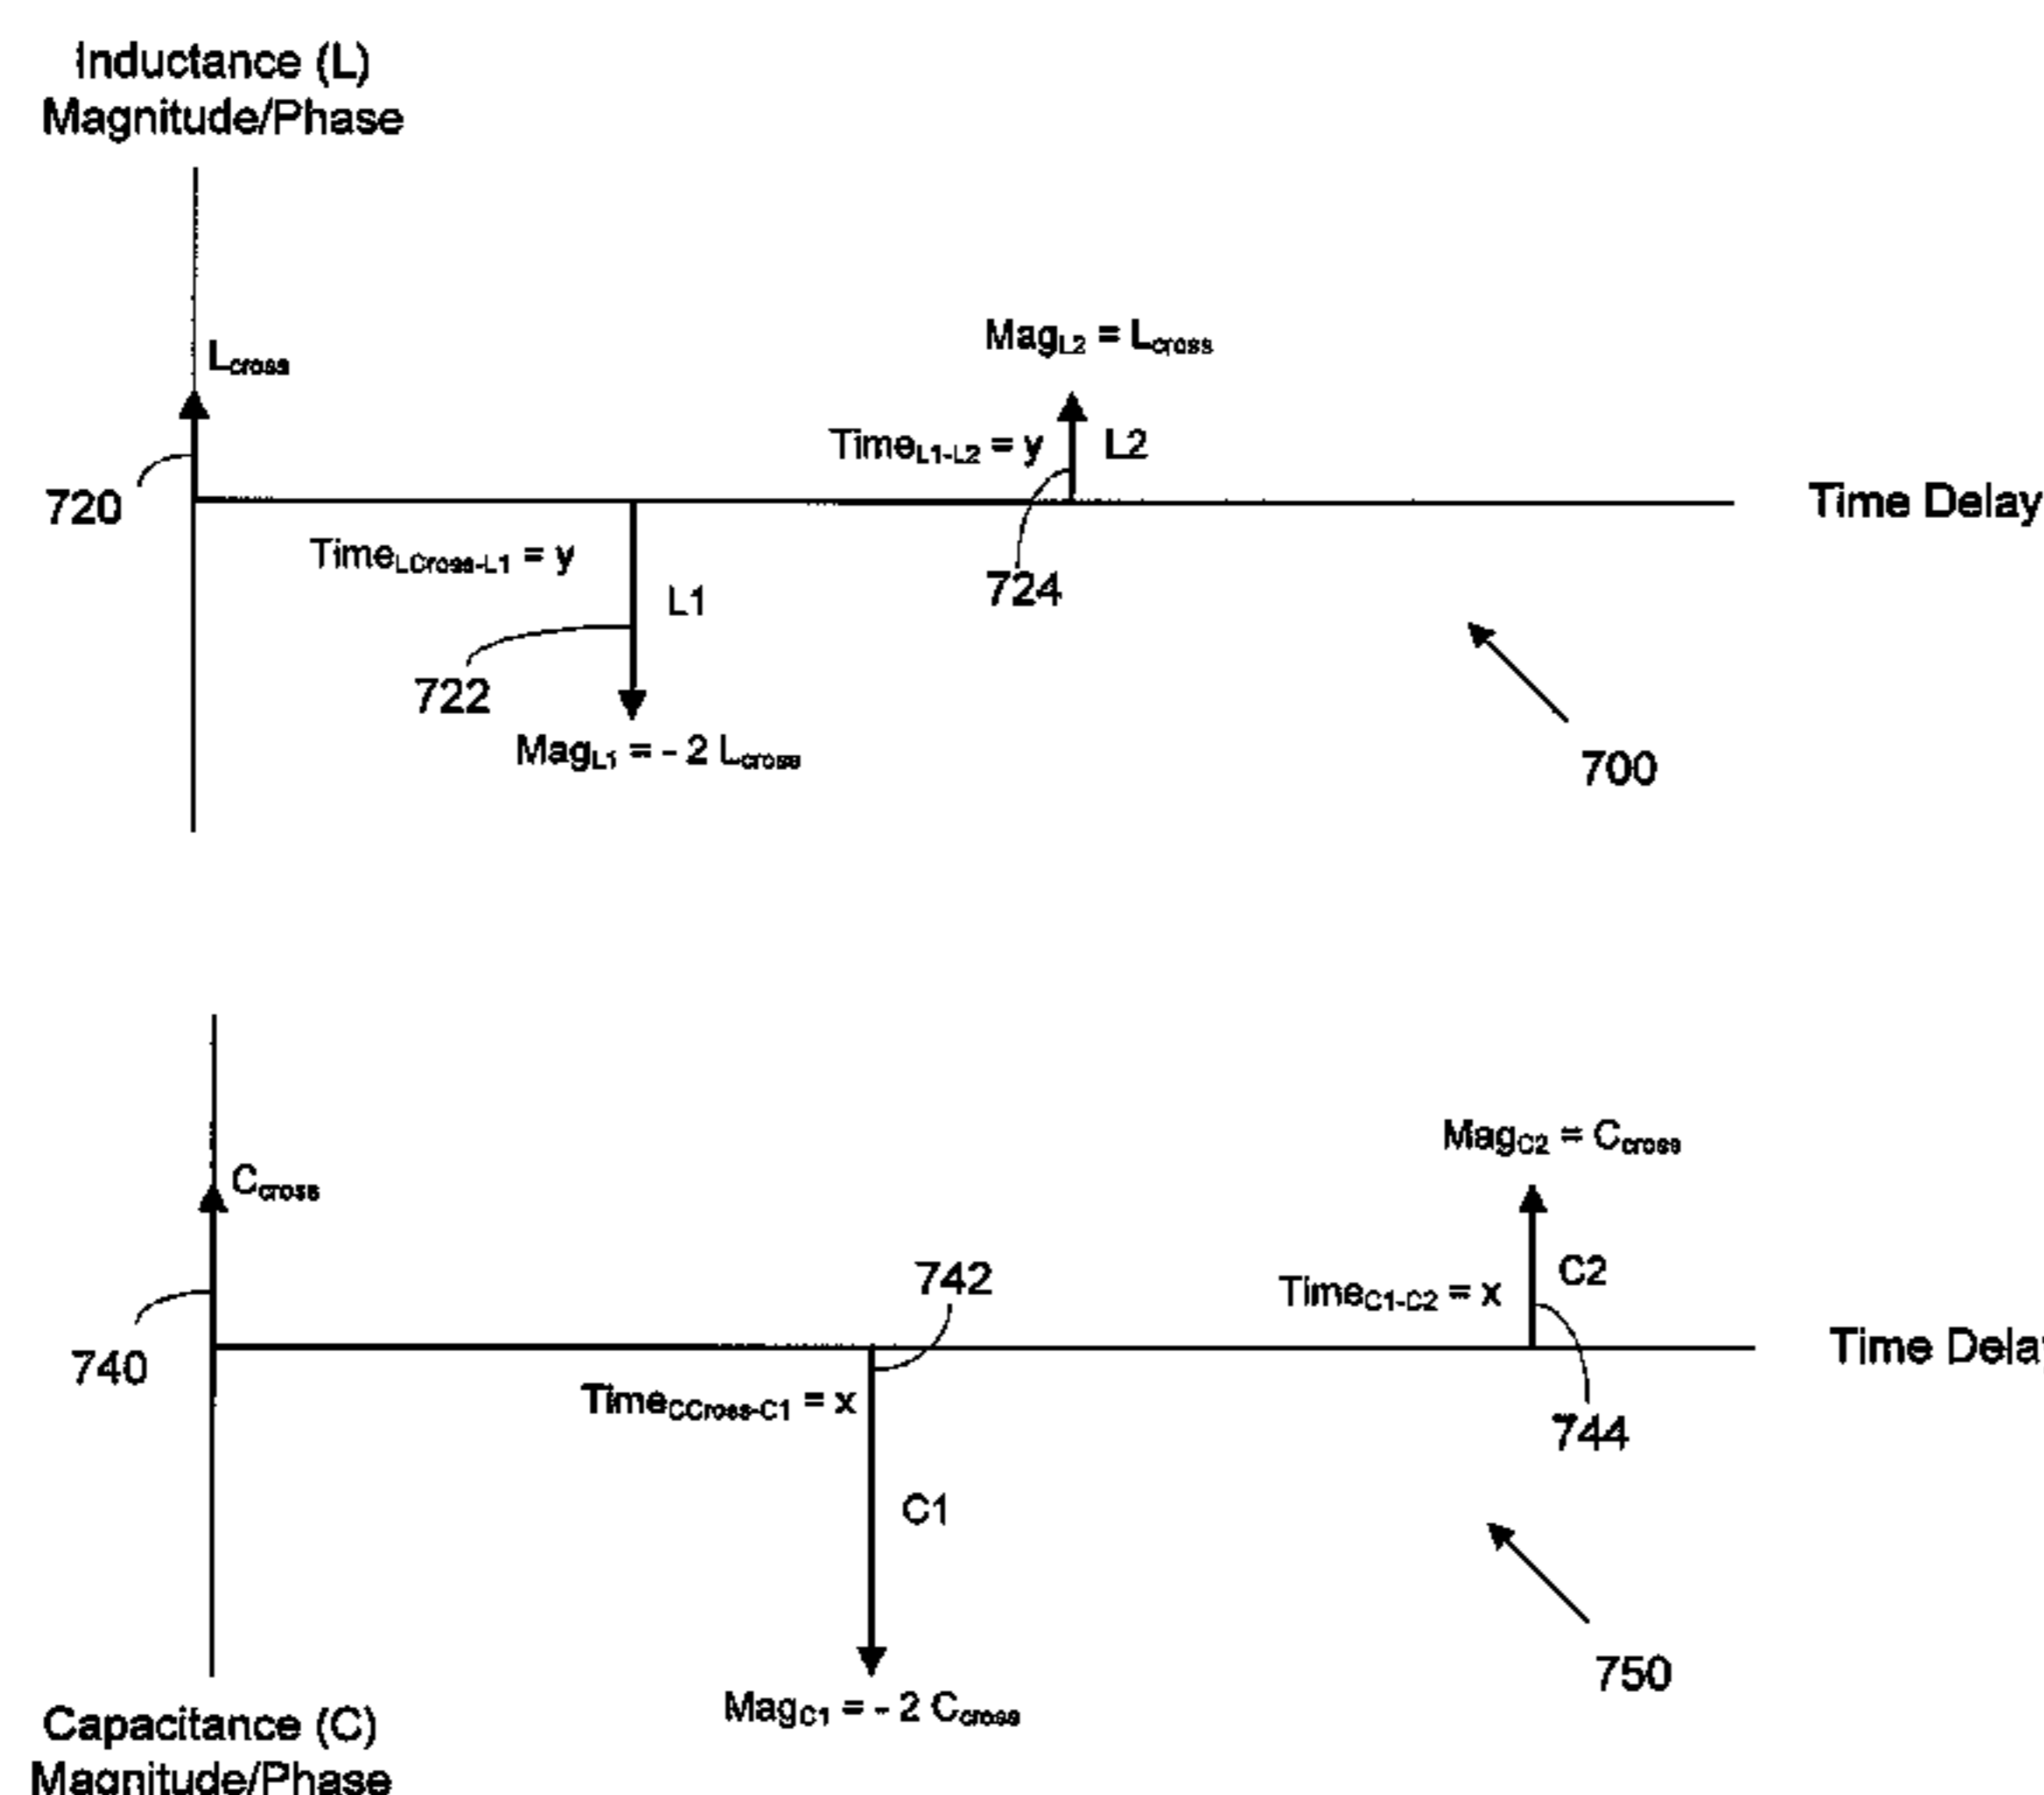 Inductance (L)
Magnitude/Phase
Lcross
MagL2 = Lcross
TimeL1-L2 = y
L2
720
Time Delay
TimeLCross-L1 = y
724
L1
722
MagL1 = - 2 Lcross
700
MagC2 = Ccross
Ccross
742
TimeC1-C2 = x
C2
740
Time Delay
TimeCCross-C1 = x
744
C1
750
MagC1 = - 2 Ccross
Capacitance (C)
Magnitude/Phase